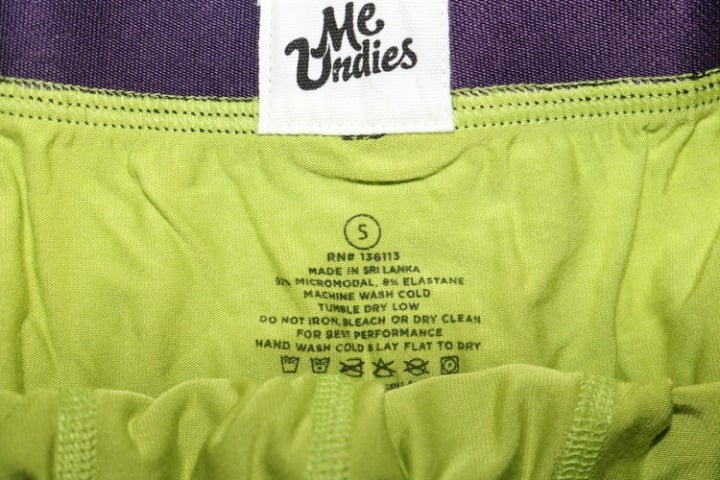 Me
Undies
S
RN# 136113
MADE IN SRI LANKA
92% MICROMODAL, 8% ELASTANE
MACHINE WASH COLD
TUMBLE DRY LOW
DO NOT IRON, BLEACH OR DRY CLEAN
FOR BEST PERFORMANCE
HAND WASH COLD & LAY FLAT TO DRY